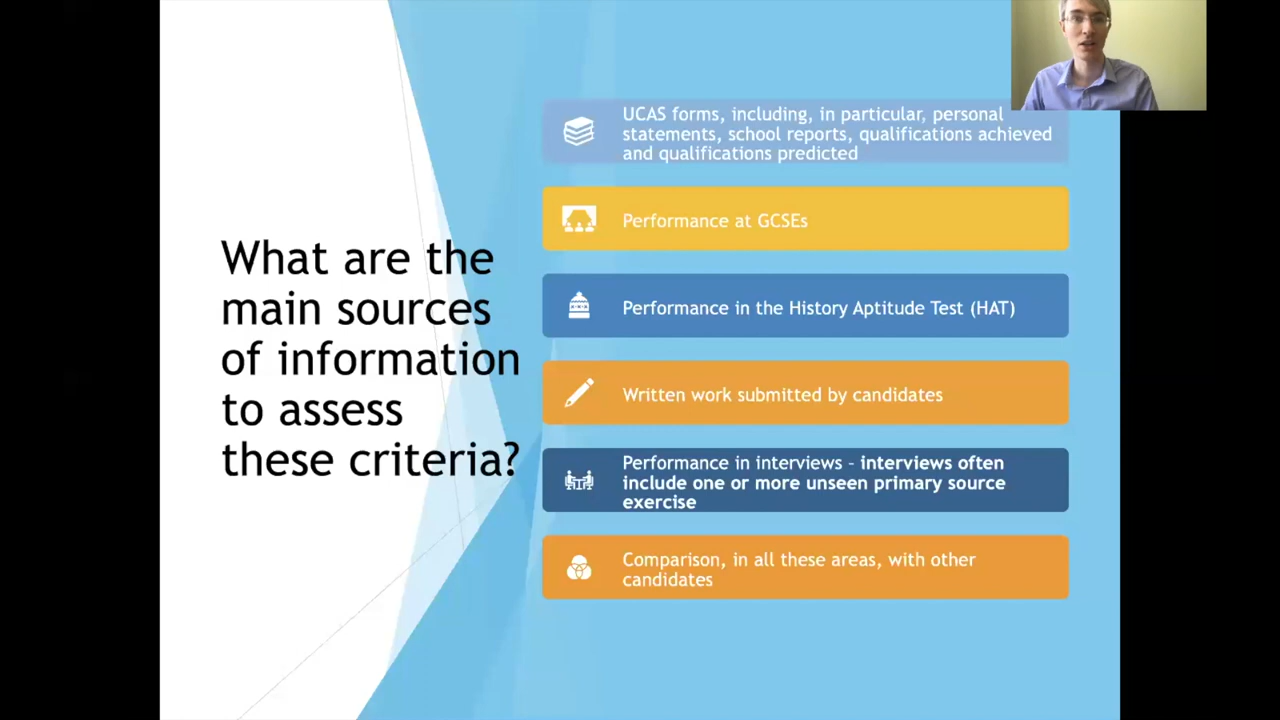 What are the
main sources
of information
to assess
these criteria?
UCAS forms, including, in particular, personal
statements, school reports, qualifications achieved
and qualifications predicted
Performance at GCSEs
Performance in the History Aptitude Test (HAT)
Written work submitted by candidates
Performance in interviews – interviews often
include one or more unseen primary source
exercise
Comparison, in all these areas, with other
candidates